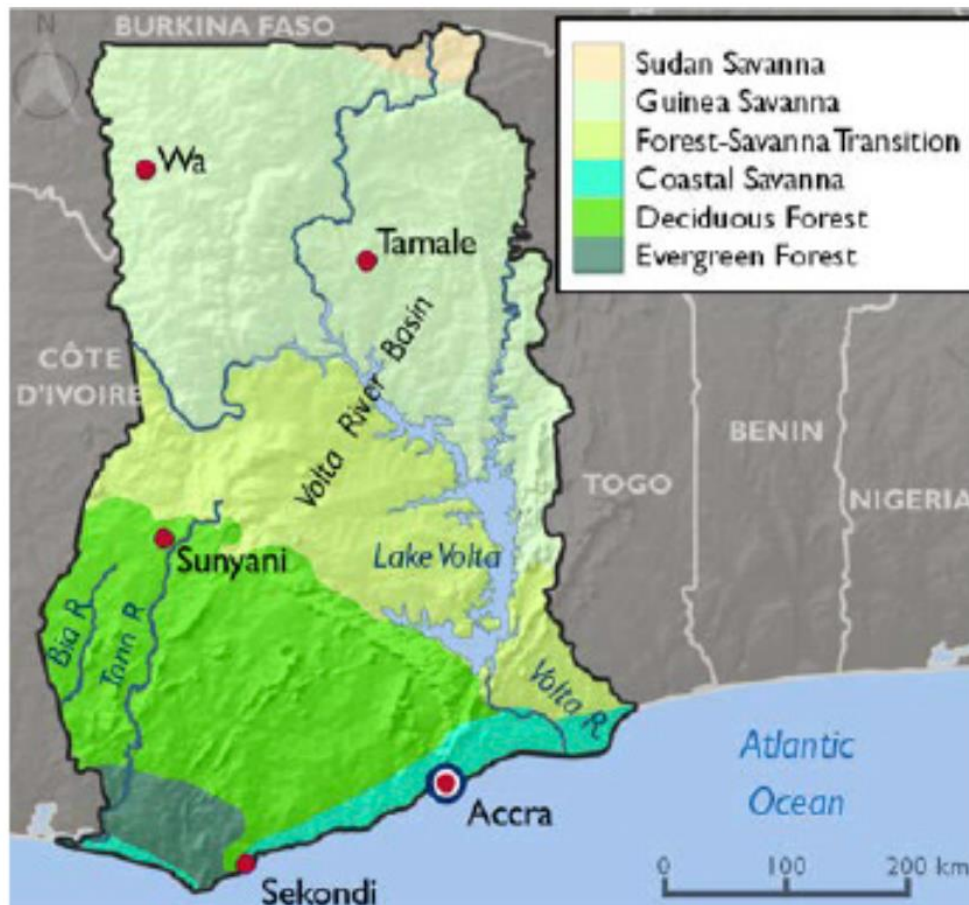 BURKINA FASO
N
Sudan Savanna
Guinea Savanna
Forest-Savanna Transition
Coastal Savanna
Deciduous Forest
Evergreen Forest
Wa
Tamale
CÔTE
D'IVOIRE
Volta River Basin
BENIN
TOGO
NIGERIA
Sunyani
Lake Volta
Bia R
Tann R
Volta R.
Atlantic
Ocean
Accra
Sekondi
0 100 200 km